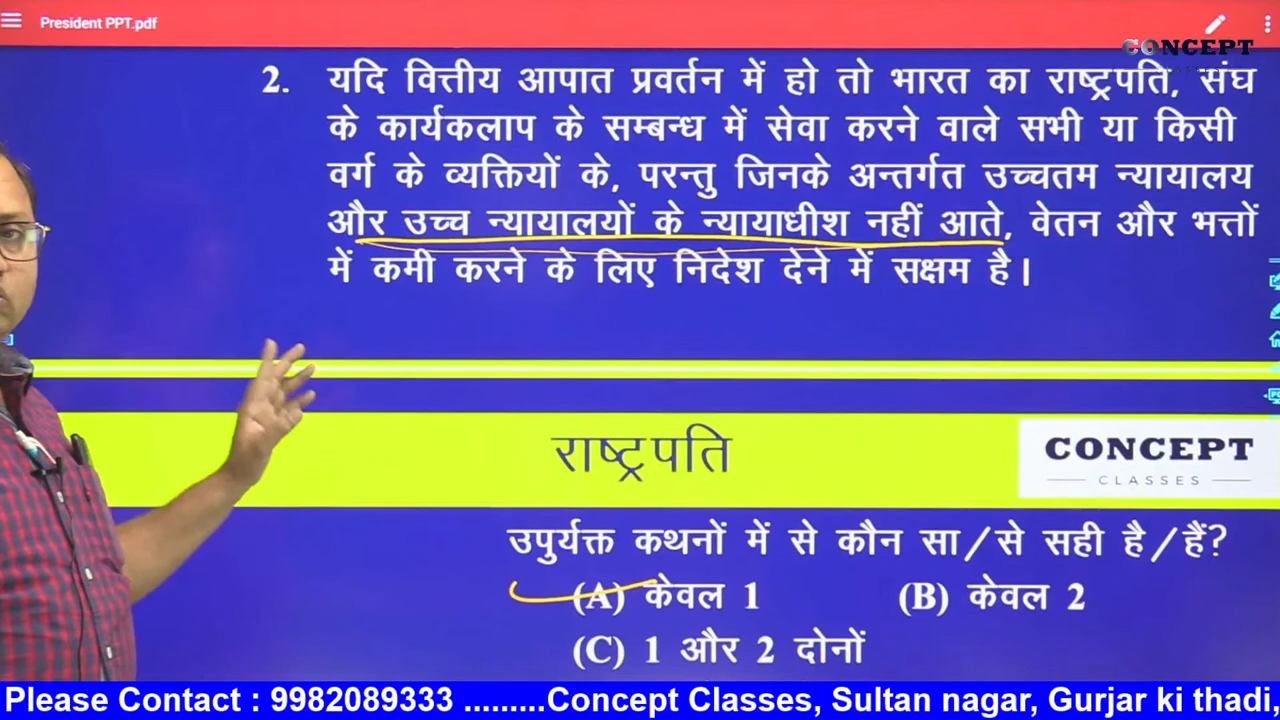 President PPT.pdf
CONCEPT
2. यदि वित्तीय आपात प्रवर्तन में हो तो भारत का राष्ट्रपति, संघ
के कार्यकलाप के सम्बन्ध में सेवा करने वाले सभी या किसी
वर्ग के व्यक्तियों के, परन्तु जिनके अन्तर्गत उच्चतम न्यायालय
और उच्च न्यायालयों के न्यायाधीश नहीं आते, वेतन और भत्तों
में कमी करने के लिए निदेश देने में सक्षम है।
राष्ट्रपति
CONCEPT
CLASSES
उपुर्यक्त कथनों में से कौन सा/से सही है/हैं?
(A) केवल 1 (B) केवल 2
(C) 1 और 2 दोनों
Please Contact : 9982089333 .........Concept Classes, Sultan nagar, Gurjar ki thadi,